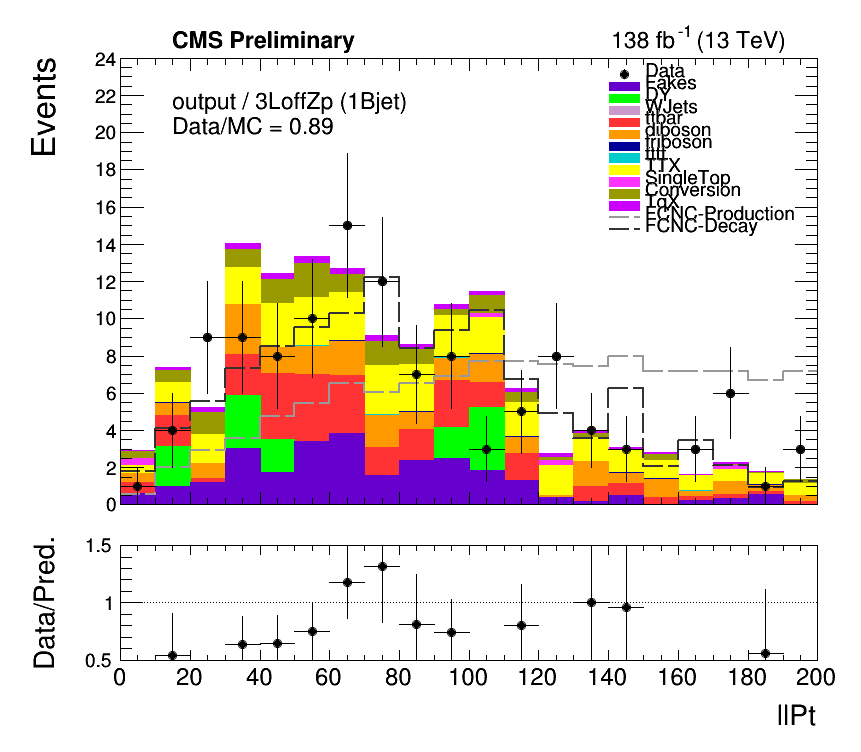 CMS Preliminary
138 fb-1 (13 TeV)
Events
24
22
20
18
16
14
12
10
8
6
4
2
0
output / 3LoffZp (1Bjet)
Data/MC = 0.89
Data
Fakes
DY
WJets
ttbar
diboson
triboson
tttt
TTX
SingleTop
Conversion
TqX
FCNC-Production
FCNC-Decay
Data/Pred.
1.5
1
0.5
0 20 40 60 80 100 120 140 160 180 200
llPt